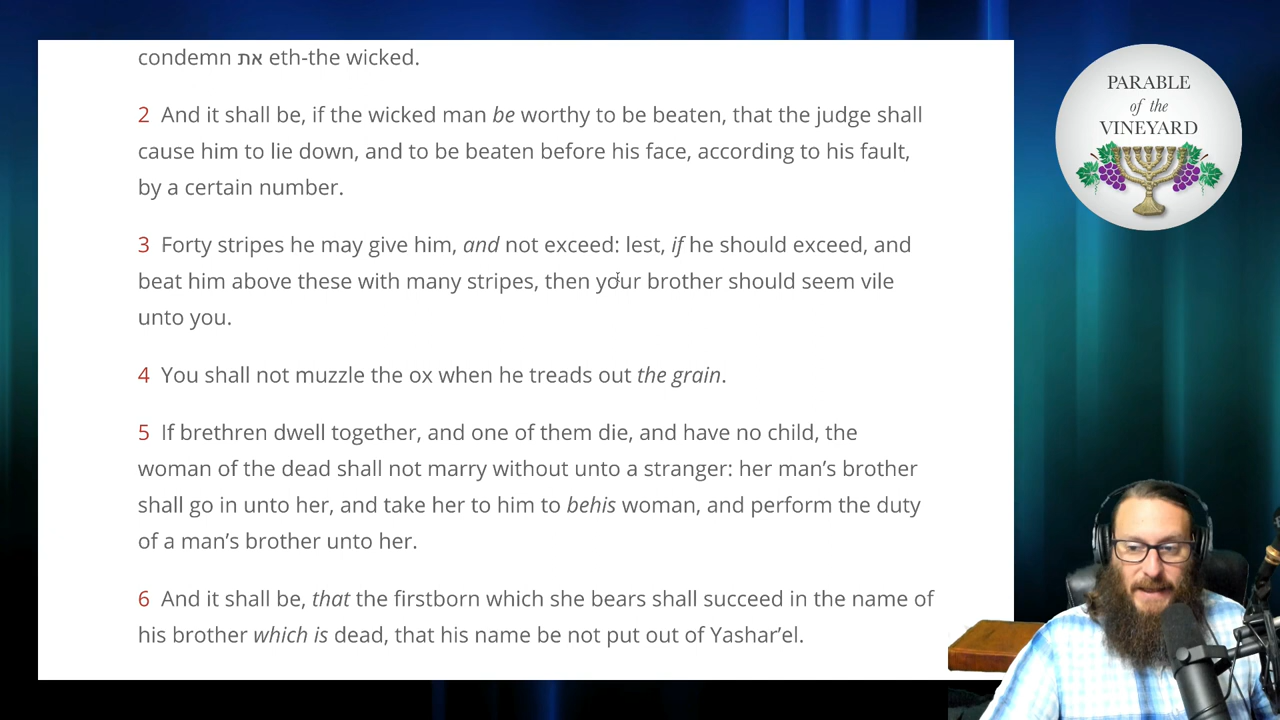 condemn את eth-the wicked.
2 And it shall be, if the wicked man be worthy to be beaten, that the judge shall
cause him to lie down, and to be beaten before his face, according to his fault,
by a certain number.
3 Forty stripes he may give him, and not exceed: lest, if he should exceed, and
beat him above these with many stripes, then your brother should seem vile
unto you.
4 You shall not muzzle the ox when he treads out the grain.
5 If brethren dwell together, and one of them die, and have no child, the
woman of the dead shall not marry without unto a stranger: her man’s brother
shall go in unto her, and take her to him to behis woman, and perform the duty
of a man’s brother unto her.
6 And it shall be, that the firstborn which she bears shall succeed in the name of
his brother which is dead, that his name be not put out of Yashar’el.
PARABLE
of the
VINEYARD